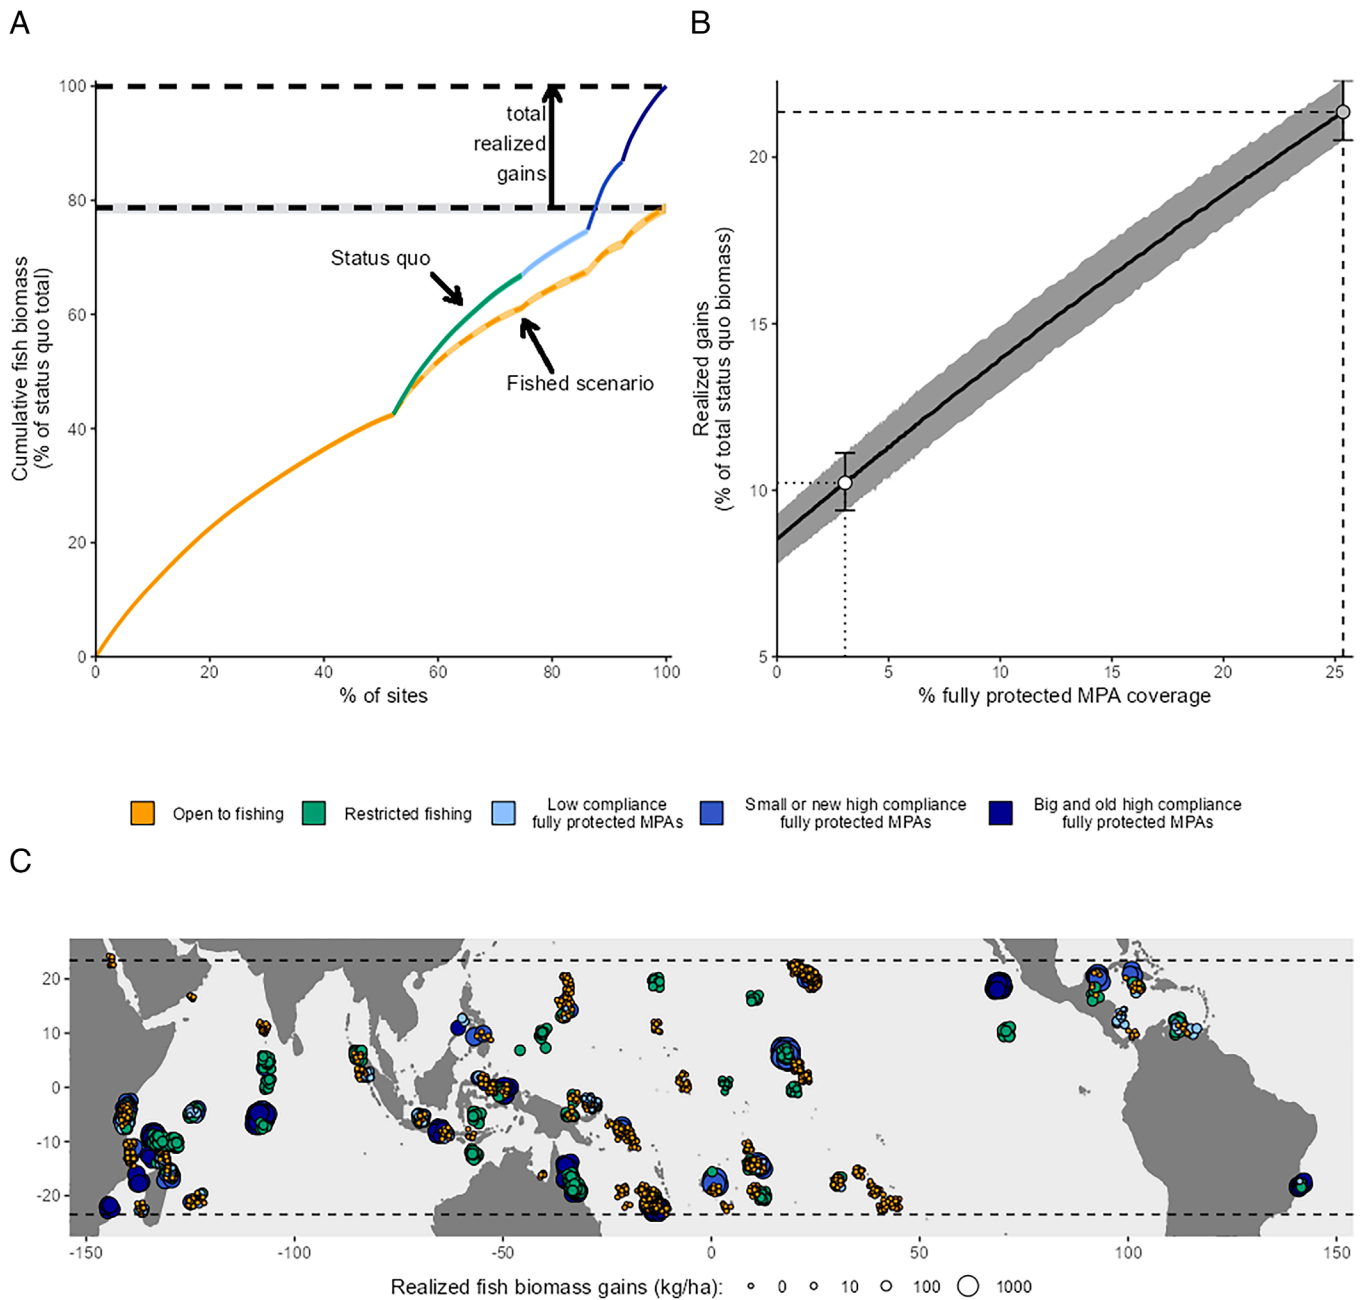 A
B
100
80
60
40
20
0
Cumulative fish biomass
(% of status quo total)
total
realized
gains
Status quo
Fished scenario
0
20
40
60
80
100
% of sites
20
15
10
5
Realized gains
(% of total status quo biomass)
0
5
10
15
20
25
% fully protected MPA coverage
Open to fishing
Restricted fishing
Low compliance
fully protected MPAs
Small or new high compliance
fully protected MPAs
Big and old high compliance
fully protected MPAs
C
20
10
0
-10
-20
-150
-100
-50
0
50
100
150
Realized fish biomass gains (kg/ha):
0
10
100
1000